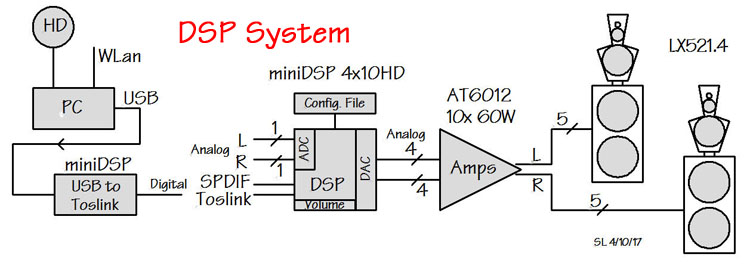 DSP System
HD
WLan
PC
USB
miniDSP
USB to
Toslink
Digital
SPDIF
Toslink
Analog
L
R
1
1
miniDSP 4x10HD
Config. File
ADC
DSP
DAC
Volume
Analog
4
4
AT6012
10x 60W
Amps
L
R
5
5
LX521.4
SL 4/10/17